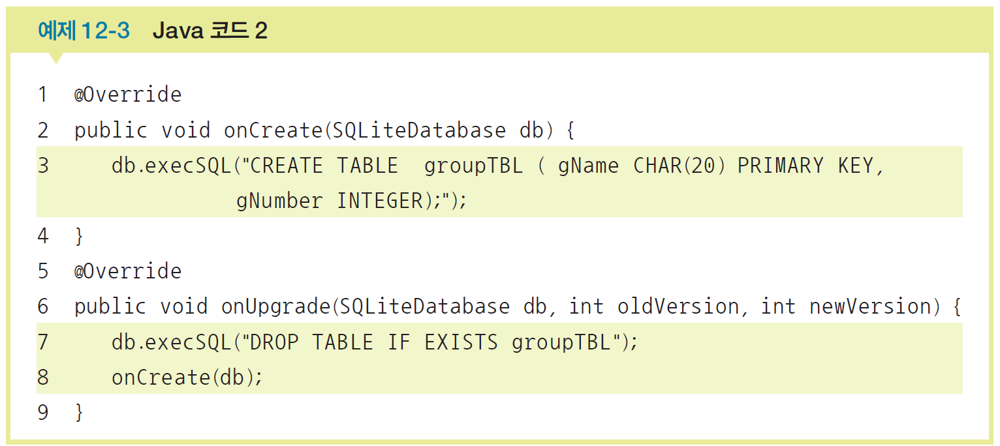 예제 12-3 Java 코드 2
1 @Override
2 public void onCreate(SQLiteDatabase db) {
3 db.execSQL("CREATE TABLE  groupTBL ( gName CHAR(20) PRIMARY KEY,
gNumber INTEGER);");
4 }
5 @Override
6 public void onUpgrade(SQLiteDatabase db, int oldVersion, int newVersion) {
7 db.execSQL("DROP TABLE IF EXISTS groupTBL");
8 onCreate(db);
9 }